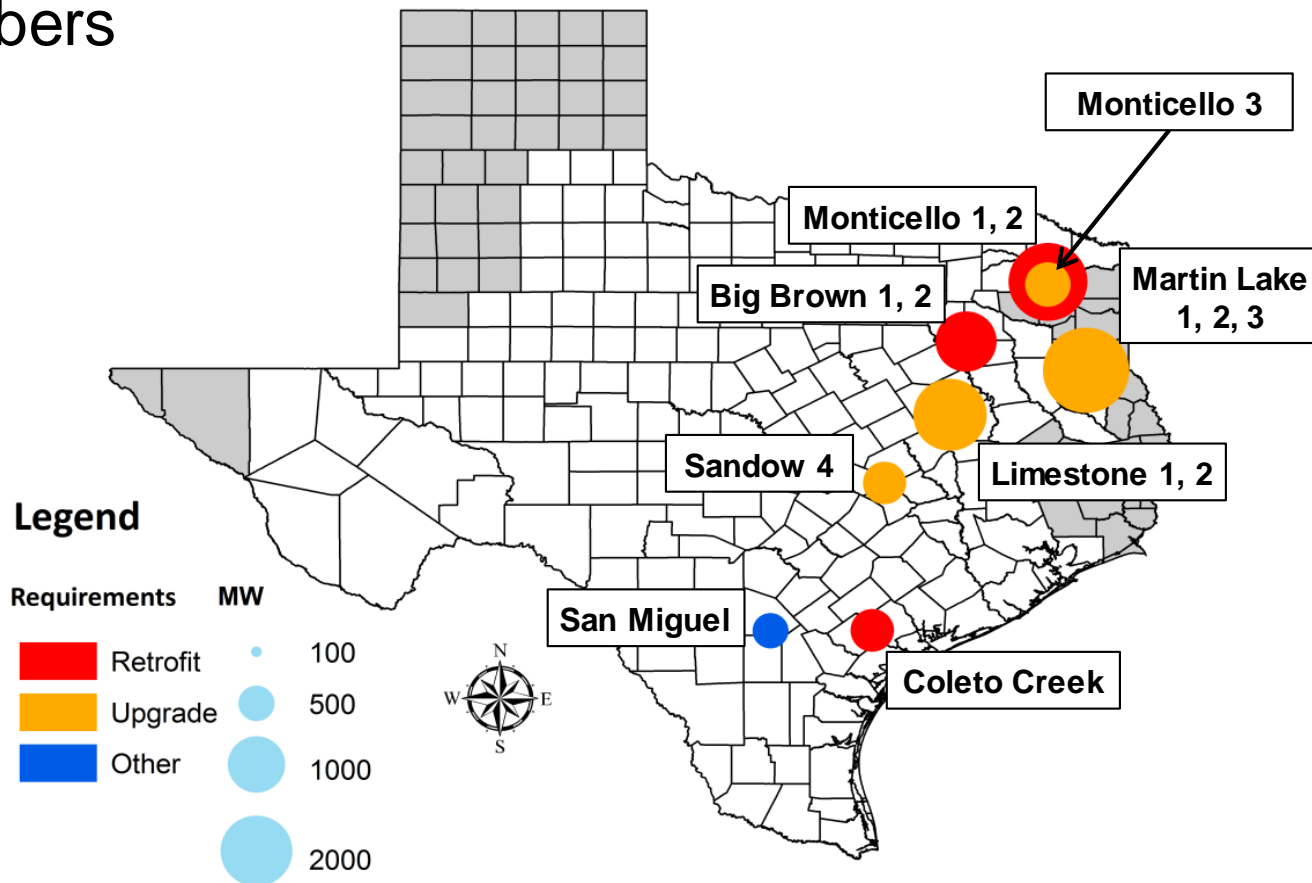 bers
Monticello 3
Monticello 1, 2
Big Brown 1, 2
Martin Lake
1, 2, 3
Sandow 4
Limestone 1, 2
San Miguel
Coleto Creek
Legend
Requirements MW
Retrofit 100
Upgrade 500
Other 1000
2000
N
W E
S